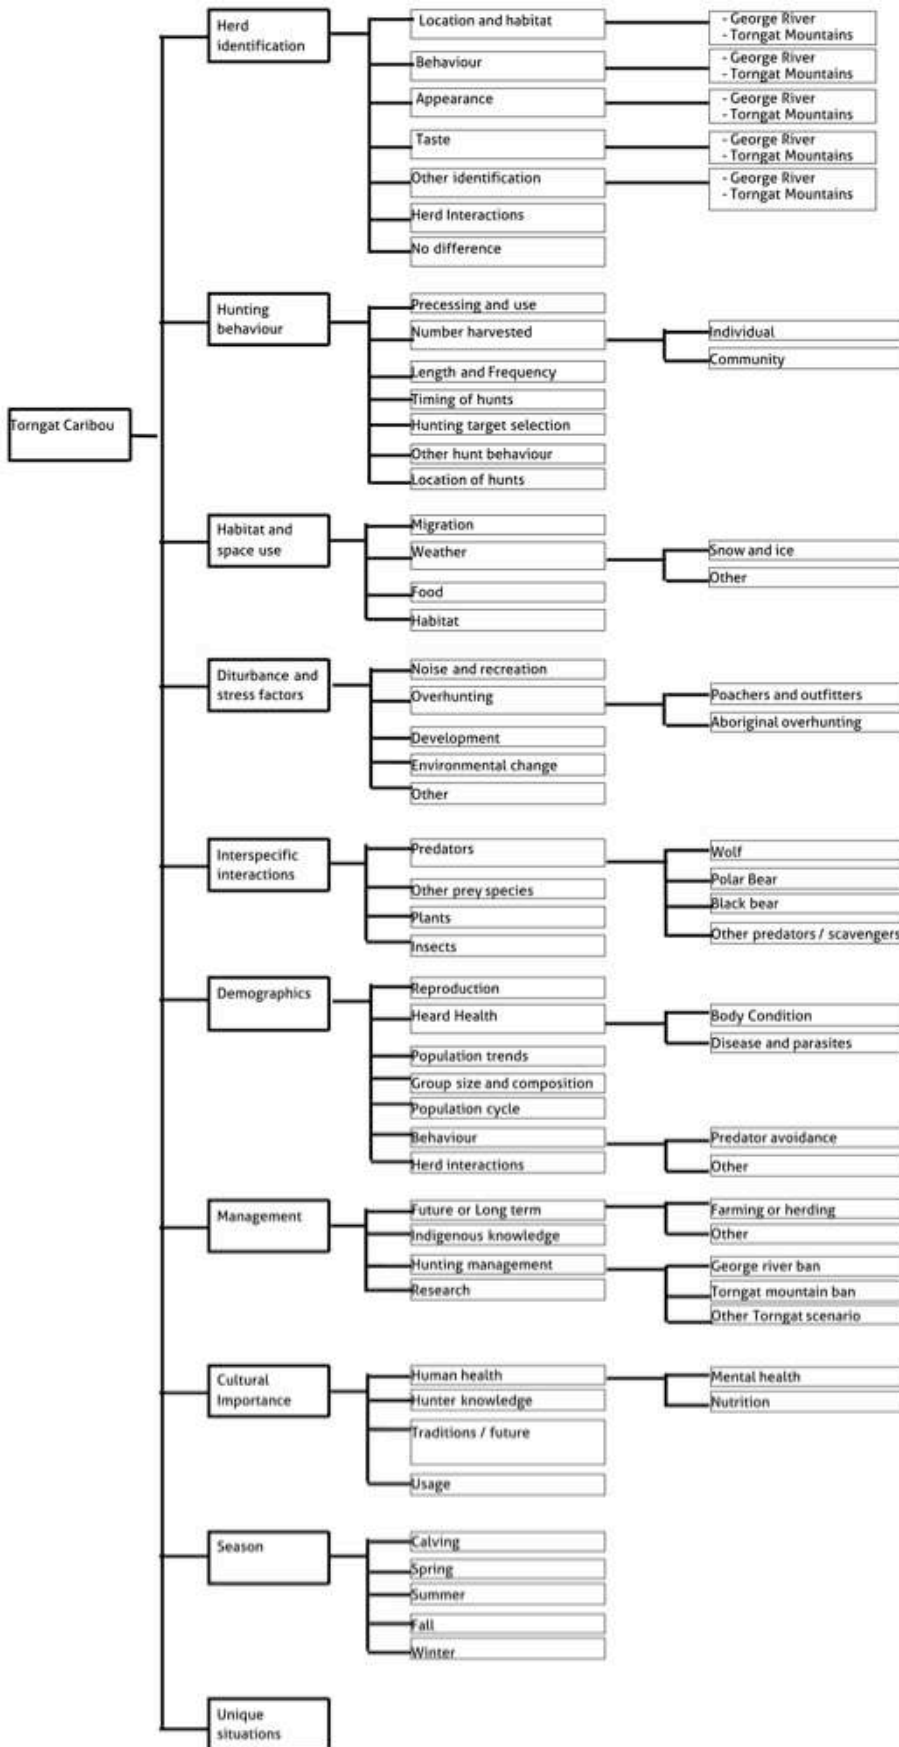 Torngat Caribou
Herd
identification
Location and habitat
- George River
- Torngat Mountains
Behaviour
- George River
- Torngat Mountains
Appearance
- George River
- Torngat Mountains
Taste
- George River
- Torngat Mountains
Other identification
- George River
- Torngat Mountains
Herd Interactions
No difference
Hunting
behaviour
Precessing and use
Number harvested
Individual
Community
Length and Frequency
Timing of hunts
Hunting target selection
Other hunt behaviour
Location of hunts
Habitat and
space use
Migration
Weather
Snow and ice
Other
Food
Habitat
Diturbance and
stress factors
Noise and recreation
Overhunting
Poachers and outfitters
Aboriginal overhunting
Development
Environmental change
Other
Interspecific
interactions
Predators
Wolf
Polar Bear
Black bear
Other predators / scavengers
Other prey species
Plants
Insects
Demographics
Reproduction
Heard Health
Body Condition
Disease and parasites
Population trends
Group size and composition
Population cycle
Behaviour
Predator avoidance
Other
Herd interactions
Management
Future or Long term
Farming or herding
Other
Indigenous knowledge
Hunting management
George river ban
Torngat mountain ban
Other Torngat scenario
Research
Cultural
Importance
Human health
Mental health
Nutrition
Hunter knowledge
Traditions / future
Usage
Season
Calving
Spring
Summer
Fall
Winter
Unique
situations